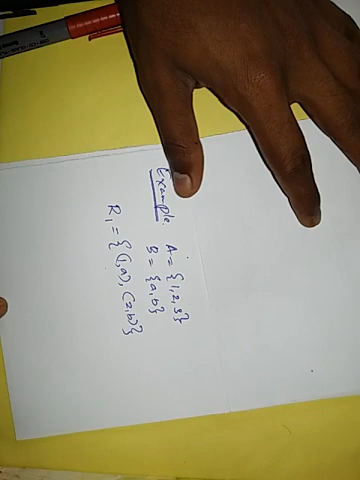 Example.
A = {1,2,3}
B = {a,b}
R₁ = {(1,a), (2,b)}